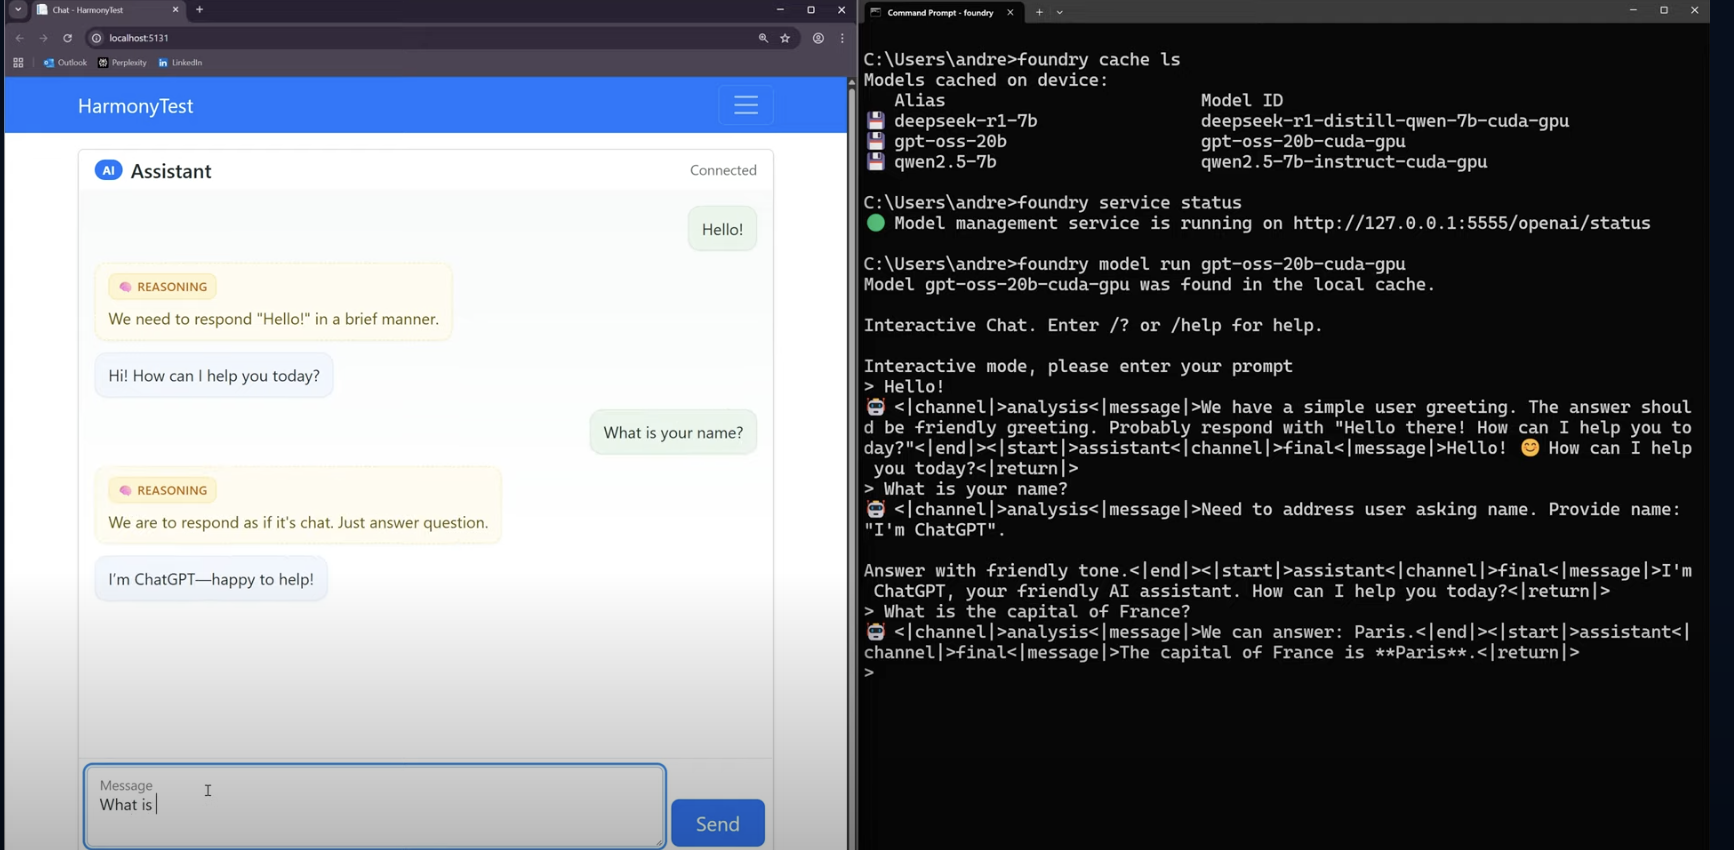 Chat - HarmonyTest
localhost:5131
Outlook Perplexity LinkedIn
HarmonyTest
AI Assistant Connected
Hello!
REASONING
We need to respond "Hello!" in a brief manner.
Hi! How can I help you today?
What is your name?
REASONING
We are to respond as if it's chat. Just answer question.
I'm ChatGPT—happy to help!
Message
What is
Send
Command Prompt - foundry
C:\Users\andre>foundry cache ls
Models cached on device:
Alias Model ID
💾 deepseek-r1-7b deepseek-r1-distill-qwen-7b-cuda-gpu
💾 gpt-oss-20b gpt-oss-20b-cuda-gpu
💾 qwen2.5-7b qwen2.5-7b-instruct-cuda-gpu
C:\Users\andre>foundry service status
🟢 Model management service is running on http://127.0.0.1:5555/openai/status
C:\Users\andre>foundry model run gpt-oss-20b-cuda-gpu
Model gpt-oss-20b-cuda-gpu was found in the local cache.
Interactive Chat. Enter /? or /help for help.
Interactive mode, please enter your prompt
> Hello!
🤖 <|channel|>analysis<|message|>We have a simple user greeting. The answer shoul
d be friendly greeting. Probably respond with "Hello there! How can I help you to
day?"<|end|><|start|>assistant<|channel|>final<|message|>Hello! 😊 How can I help
you today?<|return|>
> What is your name?
🤖 <|channel|>analysis<|message|>Need to address user asking name. Provide name:
"I'm ChatGPT".
Answer with friendly tone.<|end|><|start|>assistant<|channel|>final<|message|>I'm
ChatGPT, your friendly AI assistant. How can I help you today?<|return|>
> What is the capital of France?
🤖 <|channel|>analysis<|message|>We can answer: Paris.<|end|><|start|>assistant<|
channel|>final<|message|>The capital of France is **Paris**.<|return|>
>